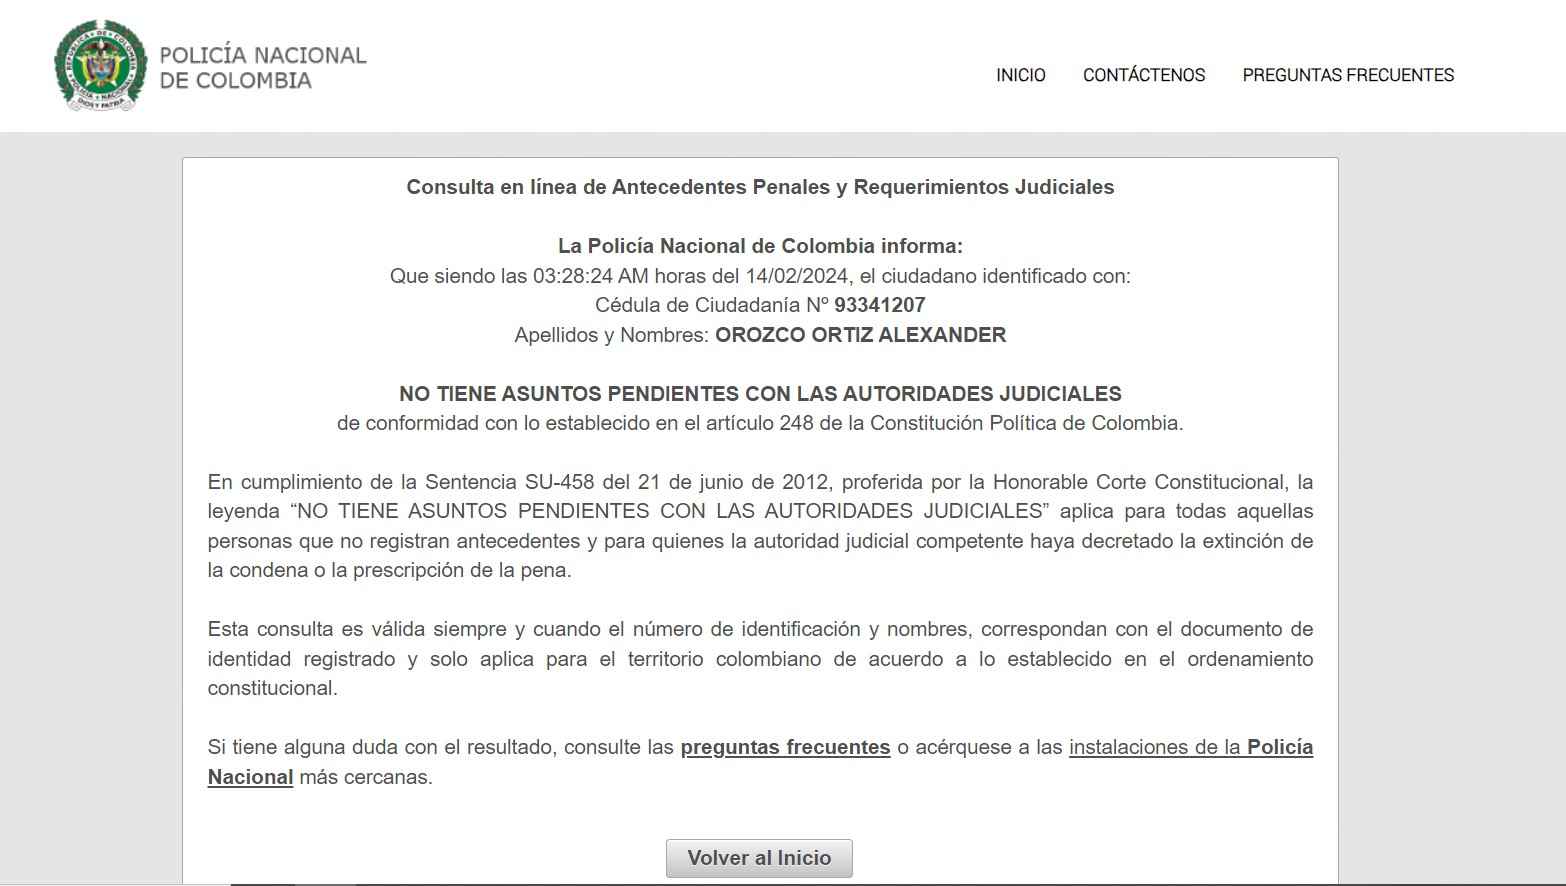 POLICÍA NACIONAL
DE COLOMBIA
INICIO
CONTÁCTENOS
PREGUNTAS FRECUENTES
Consulta en línea de Antecedentes Penales y Requerimientos Judiciales
La Policía Nacional de Colombia informa:
Que siendo las 03:28:24 AM horas del 14/02/2024, el ciudadano identificado con:
Cédula de Ciudadanía Nº 93341207
Apellidos y Nombres: OROZCO ORTIZ ALEXANDER
NO TIENE ASUNTOS PENDIENTES CON LAS AUTORIDADES JUDICIALES
de conformidad con lo establecido en el artículo 248 de la Constitución Política de Colombia.
En cumplimiento de la Sentencia SU-458 del 21 de junio de 2012, proferida por la Honorable Corte Constitucional, la
leyenda “NO TIENE ASUNTOS PENDIENTES CON LAS AUTORIDADES JUDICIALES” aplica para todas aquellas
personas que no registran antecedentes y para quienes la autoridad judicial competente haya decretado la extinción de
la condena o la prescripción de la pena.
Esta consulta es válida siempre y cuando el número de identificación y nombres, correspondan con el documento de
identidad registrado y solo aplica para el territorio colombiano de acuerdo a lo establecido en el ordenamiento
constitucional.
Si tiene alguna duda con el resultado, consulte las preguntas frecuentes o acérquese a las instalaciones de la Policía
Nacional más cercanas.
Volver al Inicio